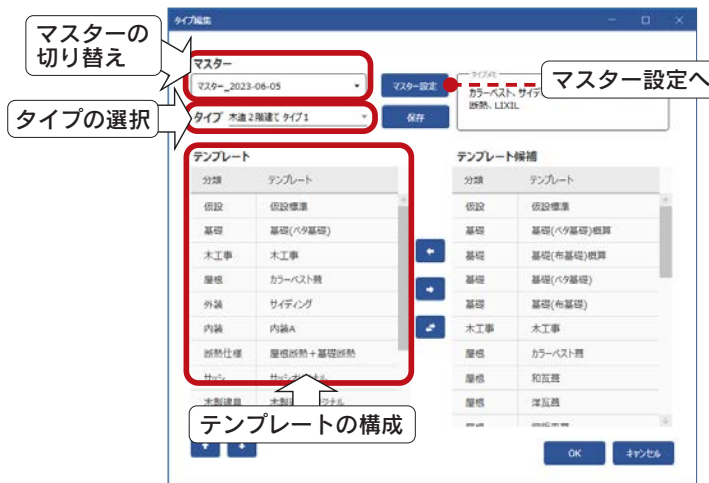 タイプ編集
マスターの
切り替え
マスター
マスター_2023-06-05
マスター設定
タイプメモ
カラーベスト、サイデ
断熱、LIXIL
マスター設定へ
タイプの選択
タイプ 木造2階建て タイプ1
保存
テンプレート
テンプレート候補
分類 テンプレート
分類 テンプレート
仮設 仮設標準
仮設 仮設標準
基礎 基礎(ベタ基礎)
基礎 基礎(ベタ基礎)概算
木工事 木工事
基礎 基礎(布基礎)概算
屋根 カラーベスト葺
基礎 基礎(ベタ基礎)
外装 サイディング
基礎 基礎(布基礎)
内装 内装A
木工事 木工事
断熱仕様 屋根断熱+基礎断熱
屋根 カラーベスト葺
サッシ
屋根 和瓦葺
木製建具
屋根 洋瓦葺
テンプレートの構成
OK
キャンセル